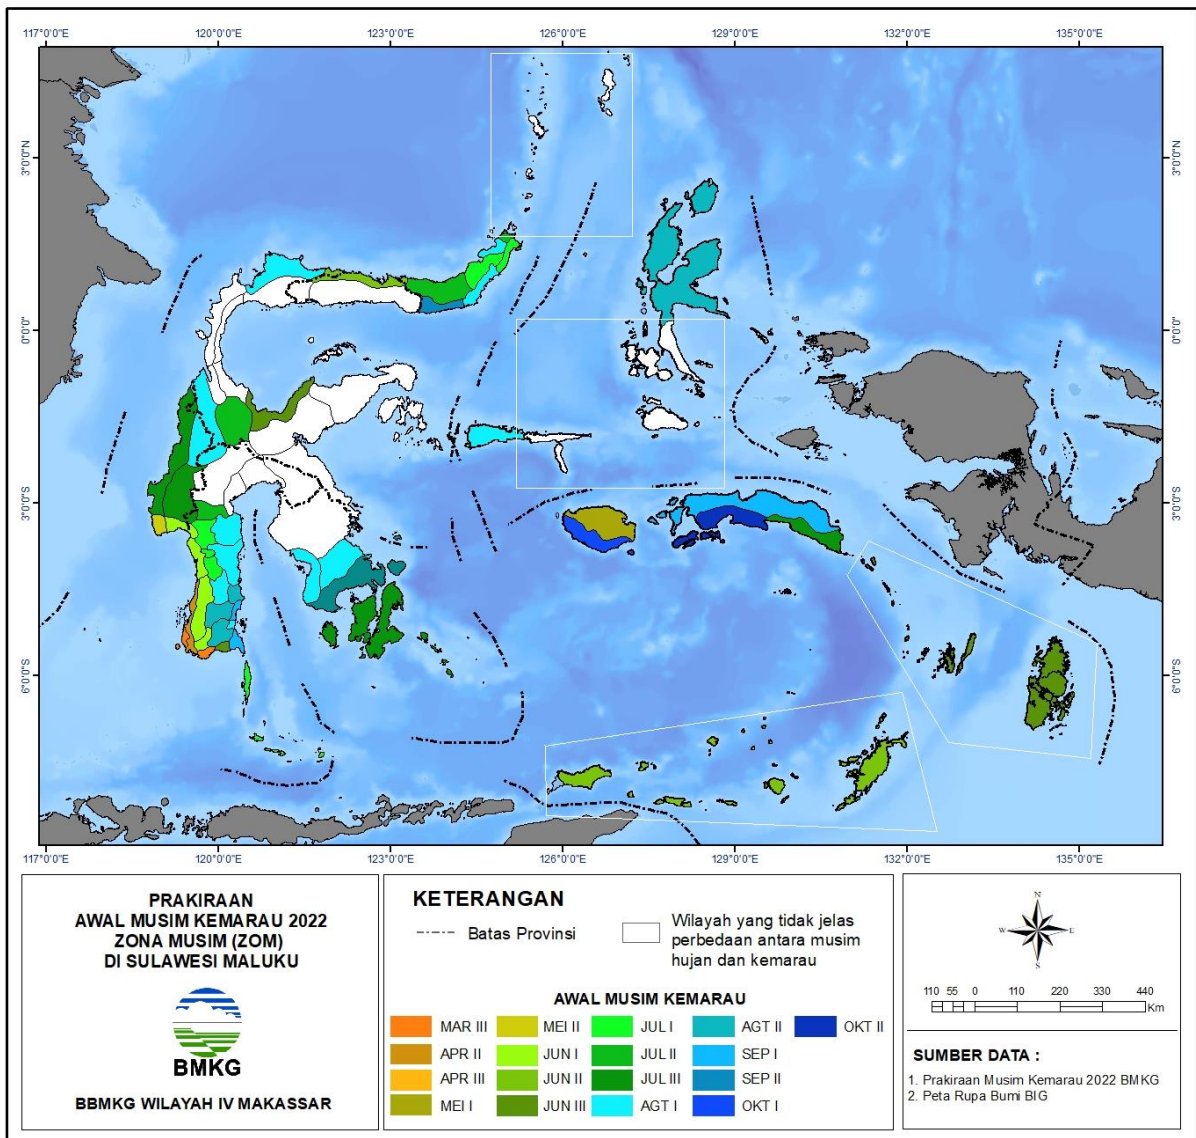 117°0'0"E 120°0'0"E 123°0'0"E 126°0'0"E 129°0'0"E 132°0'0"E 135°0'0"E
3°0'0"N 3°0'0"N
0°0'0" 0°0'0"
3°0'0"S 3°0'0"S
6°0'0"S 6°0'0"S
117°0'0"E 120°0'0"E 123°0'0"E 126°0'0"E 129°0'0"E 132°0'0"E 135°0'0"E
PRAKIRAAN
AWAL MUSIM KEMARAU 2022
ZONA MUSIM (ZOM)
DI SULAWESI MALUKU
BMKG
BBMKG WILAYAH IV MAKASSAR
KETERANGAN
Batas Provinsi
Wilayah yang tidak jelas
perbedaan antara musim
hujan dan kemarau
AWAL MUSIM KEMARAU
MAR III MEI II JUL I AGT II OKT II
APR II JUN I JUL II SEP I
APR III JUN II JUL III SEP II
MEI I JUN III AGT I OKT I
N
W E
S
110 55 0 110 220 330 440
Km
SUMBER DATA :
1. Prakiraan Musim Kemarau 2022 BMKG
2. Peta Rupa Bumi BIG